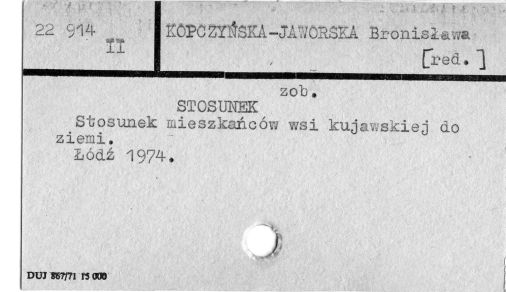 22 914
II
KOPCZYŃSKA-JAWORSKA Bronisława
[red.]
zob.
STOSUNEK
Stosunek mieszkańców wsi kujawskiej do
ziemi.
Łódź 1974.
DUJ 867/71 15 000